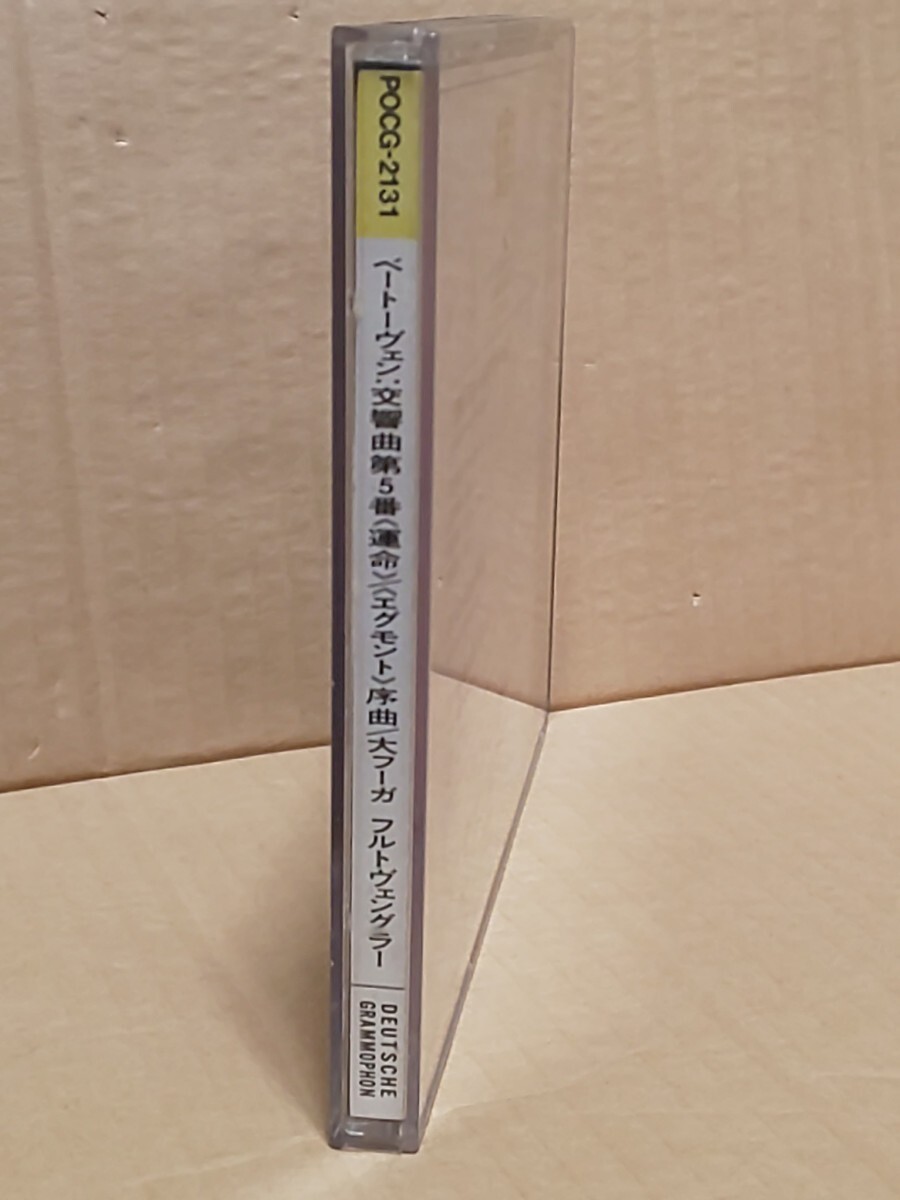 POCG-2131
ベートーヴェン:交響曲第5番《運命》/《エグモント》序曲/大フーガ フルトヴェングラー
DEUTSCHE
GRAMMOPHON